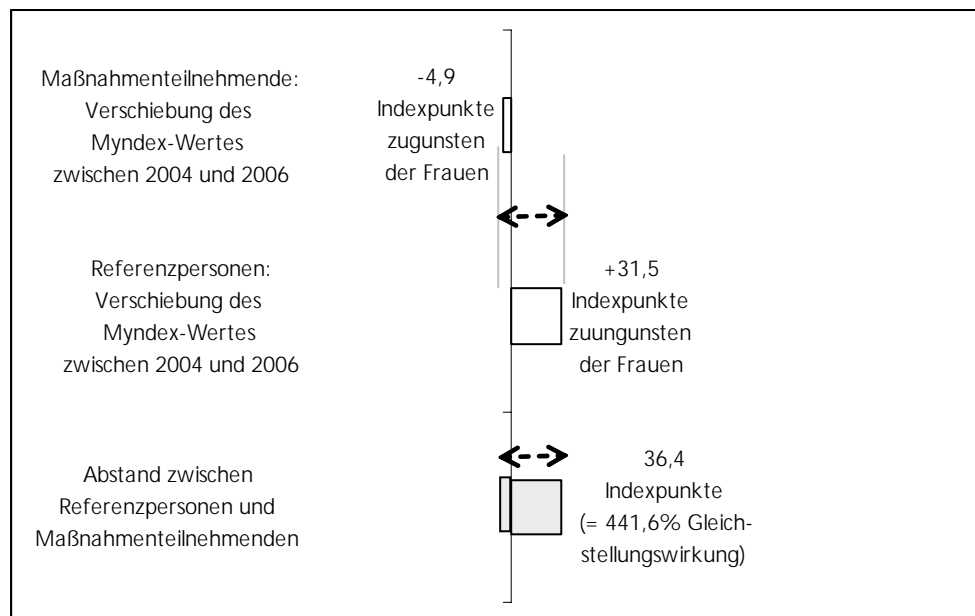 Maßnahmenteilnehmende:
Verschiebung des
Myndex-Wertes
zwischen 2004 und 2006
-4,9
Indexpunkte
zugunsten
der Frauen
Referenzpersonen:
Verschiebung des
Myndex-Wertes
zwischen 2004 und 2006
+31,5
Indexpunkte
zuungunsten
der Frauen
Abstand zwischen
Referenzpersonen und
Maßnahmenteilnehmenden
36,4
Indexpunkte
(= 441,6% Gleich-
stellungswirkung)